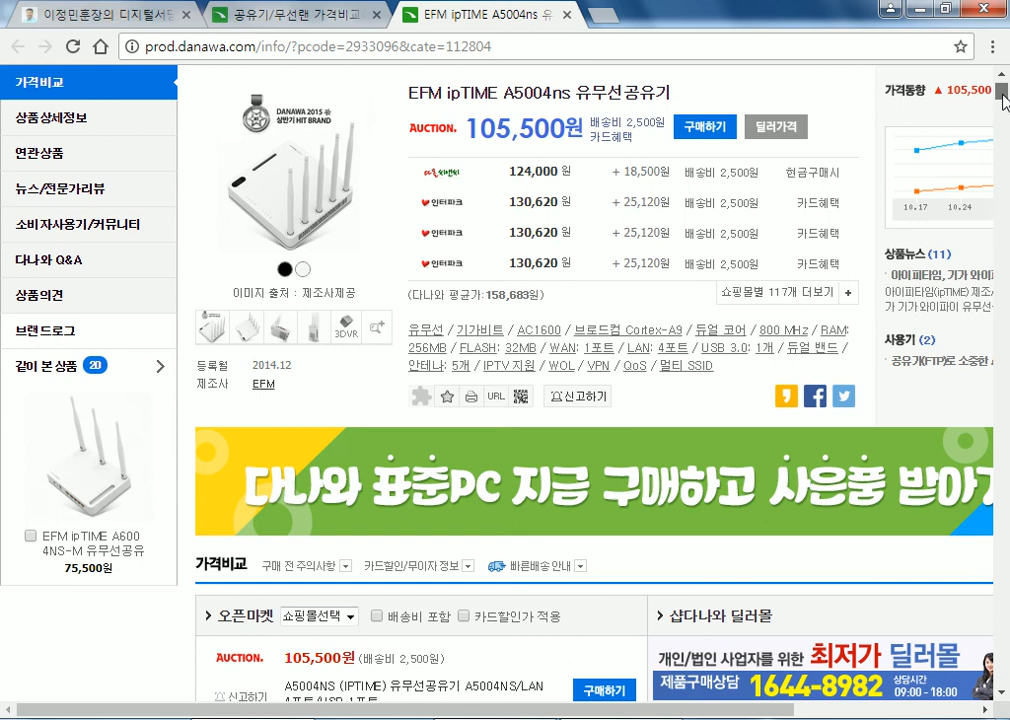 이정민훈장의 디지털서당
공유기/무선랜 가격비교
EFM ipTIME A5004ns 유
prod.danawa.com/info/?pcode=2933096&cate=112804
가격비교
상품상세정보
연관상품
뉴스/전문가리뷰
소비자사용기/커뮤니티
다나와 Q&A
상품의견
브랜드로그
같이 본 상품 20
EFM ipTIME A600
4NS-M 유무선공유
75,500원
DANAWA 2015
상반기 HIT BRAND
이미지 출처 : 제조사제공
3DVR
등록월 2014.12
제조사 EFM
EFM ipTIME A5004ns 유무선공유기
AUCTION. 105,500원 배송비 2,500원 카드혜택 구매하기 딜러가격
124,000 원 + 18,500원 배송비 2,500원 현금구매시
인터파크 130,620 원 + 25,120원 배송비 2,500원 카드혜택
인터파크 130,620 원 + 25,120원 배송비 2,500원 카드혜택
인터파크 130,620 원 + 25,120원 배송비 2,500원 카드혜택
(다나와 평균가:158,683원) 쇼핑몰별 117개 더보기 +
유무선 / 기가비트 / AC1600 / 브로드컴 Cortex-A9 / 듀얼 코어 / 800 MHz / RAM:
256MB / FLASH: 32MB / WAN: 1포트 / LAN: 4포트 / USB 3.0: 1개 / 듀얼 밴드 /
안테나: 5개 / IPTV 지원 / WOL / VPN / QoS / 멀티 SSID
URL 신고하기
가격동향 ▲ 105,500
10.17 10.24
상품뉴스 (11)
아이피타임, 기가 와이
아이피타임(ipTIME) 제조
가 기가 와이파이 유무선
사용기 (2)
공유기(FTP)로 소중한
다나와 표준PC 지금 구매하고 사은품 받아
가격비교 구매 전 주의사항 카드할인/무이자 정보 빠른배송 안내
오픈마켓 쇼핑몰선택 배송비 포함 카드할인가 적용
AUCTION. 105,500원 (배송비 2,500원)
신고하기 A5004NS (IPTIME) 유무선공유기 A5004NS/LAN
4포트/USB 1포트
구매하기
샵다나와 딜러몰
개인/법인 사업자를 위한 최저가 딜러몰
제품구매상담 1644-8982 상담시간
09:00 - 18:00